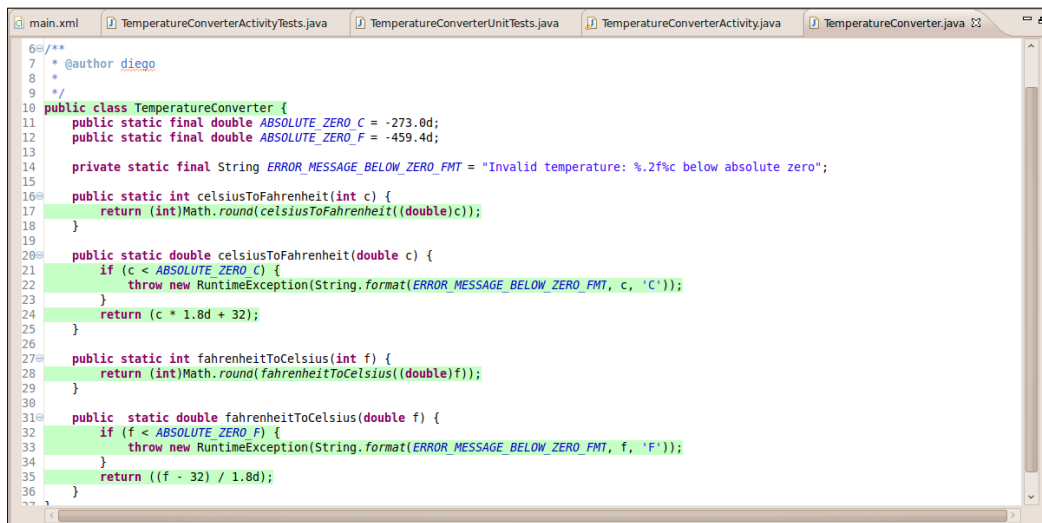 main.xml TemperatureConverterActivityTests.java TemperatureConverterUnitTests.java TemperatureConverterActivity.java TemperatureConverter.java
6 /**
7  * @author diego
8  *
9  */
10 public class TemperatureConverter {
11     public static final double ABSOLUTE_ZERO_C = -273.0d;
12     public static final double ABSOLUTE_ZERO_F = -459.4d;
13
14     private static final String ERROR_MESSAGE_BELOW_ZERO_FMT = "Invalid temperature: %.2f%c below absolute zero";
15
16     public static int celsiusToFahrenheit(int c) {
17         return (int)Math.round(celsiusToFahrenheit((double)c));
18     }
19
20     public static double celsiusToFahrenheit(double c) {
21         if (c < ABSOLUTE_ZERO_C) {
22             throw new RuntimeException(String.format(ERROR_MESSAGE_BELOW_ZERO_FMT, c, 'C'));
23         }
24         return (c * 1.8d + 32);
25     }
26
27     public static int fahrenheitToCelsius(int f) {
28         return (int)Math.round(fahrenheitToCelsius((double)f));
29     }
30
31     public  static double fahrenheitToCelsius(double f) {
32         if (f < ABSOLUTE_ZERO_F) {
33             throw new RuntimeException(String.format(ERROR_MESSAGE_BELOW_ZERO_FMT, f, 'F'));
34         }
35         return ((f - 32) / 1.8d);
36     }
37 }